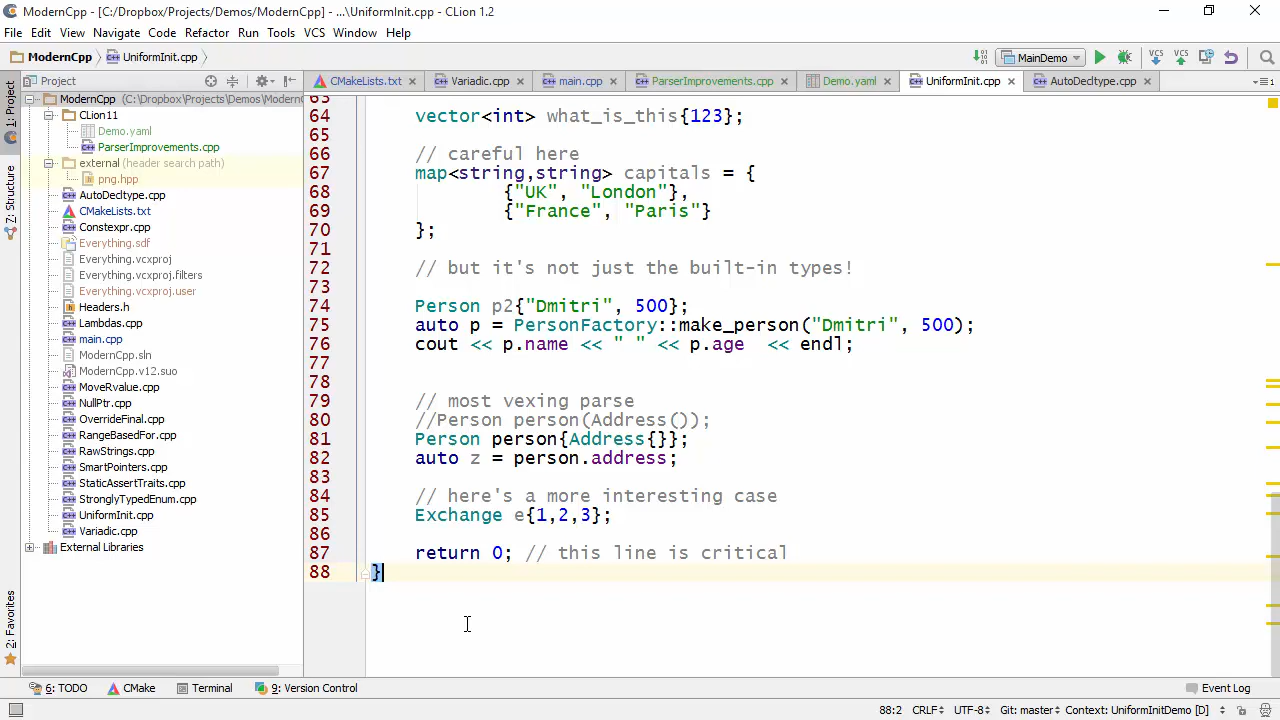 ModernCpp - [C:/Dropbox/Projects/Demos/ModernCpp] - ...\UniformInit.cpp - CLion 1.2
File Edit View Navigate Code Refactor Run Tools VCS Window Help
ModernCpp UniformInit.cpp MainDemo VCS VCS
1: Project
7: Structure
2: Favorites
Project
ModernCpp (C:/Dropbox/Projects/Demos/Modern
CLion11
Demo.yaml
ParserImprovements.cpp
external (header search path)
png.hpp
AutoDecltype.cpp
CMakeLists.txt
Constexpr.cpp
Everything.sdf
Everything.vcxproj
Everything.vcxproj.filters
Everything.vcxproj.user
Headers.h
Lambdas.cpp
main.cpp
ModernCpp.sln
ModernCpp.v12.suo
MoveRvalue.cpp
NullPtr.cpp
OverrideFinal.cpp
RangeBasedFor.cpp
RawStrings.cpp
SmartPointers.cpp
StaticAssertTraits.cpp
StronglyTypedEnum.cpp
UniformInit.cpp
Variadic.cpp
External Libraries
CMakeLists.txt Variadic.cpp main.cpp ParserImprovements.cpp Demo.yaml UniformInit.cpp AutoDecltype.cpp
63
64 vector<int> what_is_this{123};
65
66 // careful here
67 map<string,string> capitals = {
68 {"UK", "London"},
69 {"France", "Paris"}
70 };
71
72 // but it's not just the built-in types!
73
74 Person p2{"Dmitri", 500};
75 auto p = PersonFactory::make_person("Dmitri", 500);
76 cout << p.name << " " << p.age  << endl;
77
78
79 // most vexing parse
80 //Person person(Address());
81 Person person{Address{}};
82 auto z = person.address;
83
84 // here's a more interesting case
85 Exchange e{1,2,3};
86
87 return 0; // this line is critical
88 }
6: TODO CMake Terminal 9: Version Control Event Log
88:2 CRLF UTF-8 Git: master Context: UniformInitDemo [D]